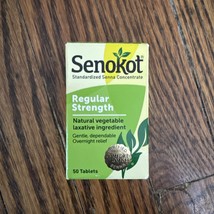 Senokot
Standardized Senna Concentrate
Regular
Strength
Natural vegetable
laxative ingredient
Gentle, dependable
Overnight relief
50 Tablets